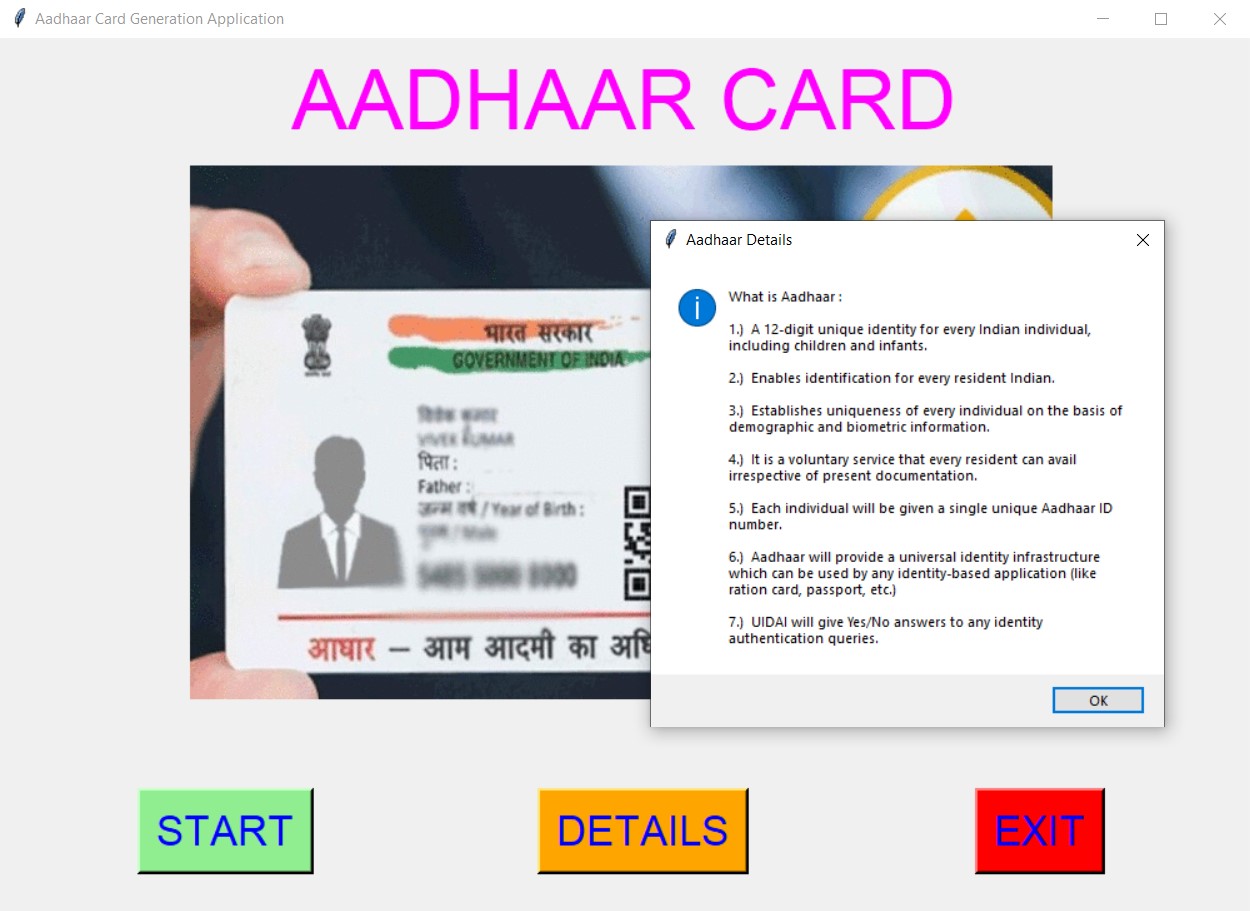 Aadhaar Card Generation Application
AADHAAR CARD
भारत सरकार
GOVERNMENT OF INDIA
VIVEK KUMAR
पिता :
Father :
जन्म वर्ष / Year of Birth :
पुरुष / Male
आधार – आम आदमी का
Aadhaar Details
What is Aadhaar :
1.) A 12-digit unique identity for every Indian individual,
including children and infants.
2.) Enables identification for every resident Indian.
3.) Establishes uniqueness of every individual on the basis of
demographic and biometric information.
4.) It is a voluntary service that every resident can avail
irrespective of present documentation.
5.) Each individual will be given a single unique Aadhaar ID
number.
6.) Aadhaar will provide a universal identity infrastructure
which can be used by any identity-based application (like
ration card, passport, etc.)
7.) UIDAI will give Yes/No answers to any identity
authentication queries.
OK
START
DETAILS
EXIT